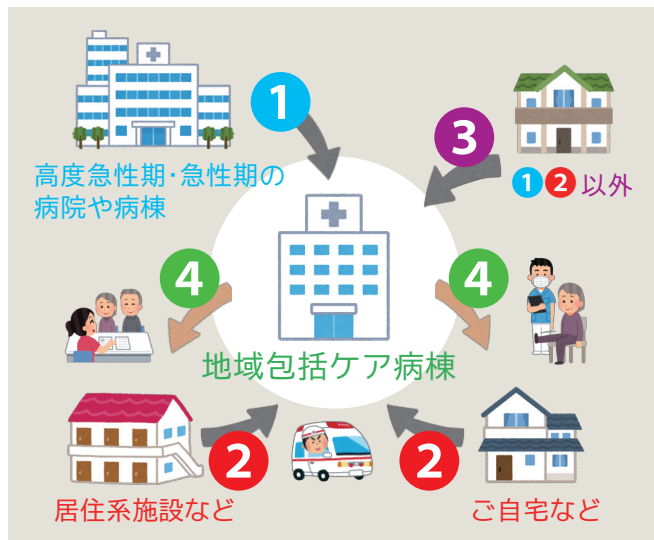 1
高度急性期・急性期の
病院や病棟
3
12以外
4
4
地域包括ケア病棟
2
2
居住系施設など
ご自宅など